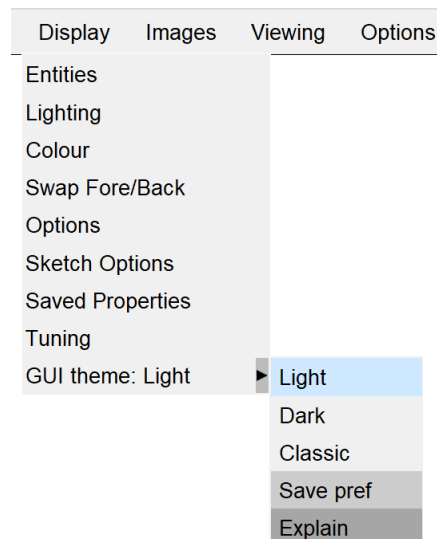 Display Images Viewing Options
Entities
Lighting
Colour
Swap Fore/Back
Options
Sketch Options
Saved Properties
Tuning
GUI theme: Light ▶ Light
Dark
Classic
Save pref
Explain